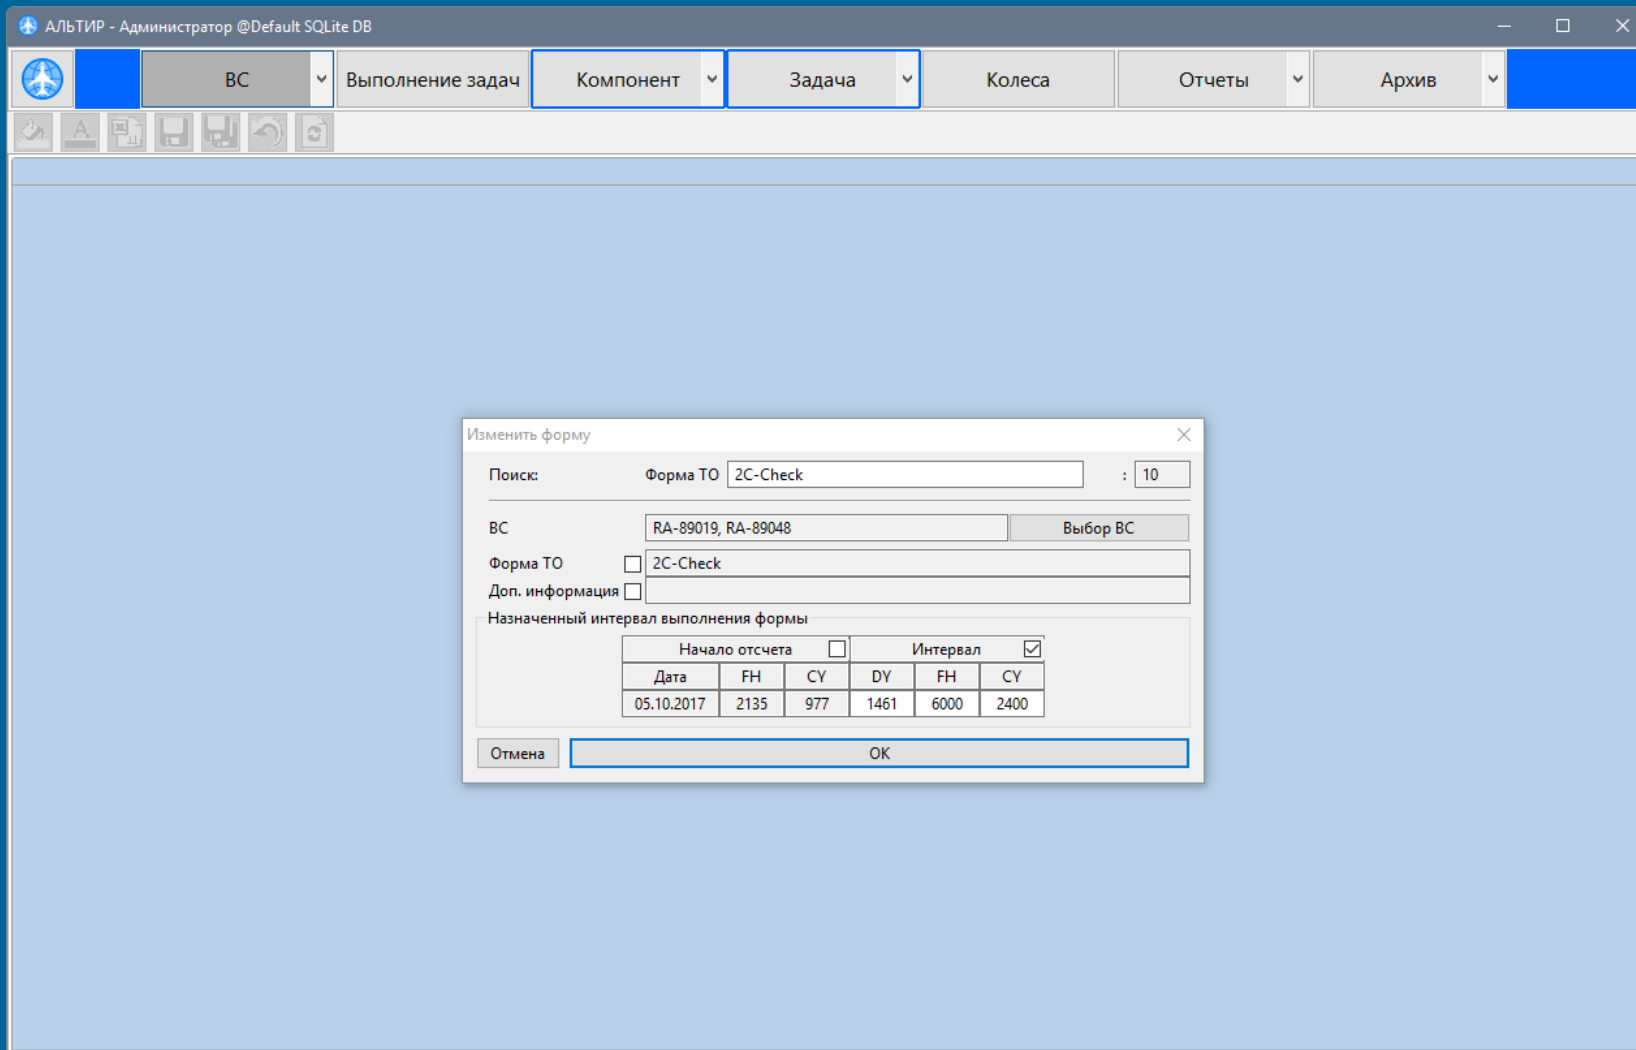 АЛЬТИР - Администратор @Default SQLite DB
ВС Выполнение задач Компонент Задача Колеса Отчеты Архив
Изменить форму
Поиск: Форма ТО 2C-Check : 10
ВС RA-89019, RA-89048 Выбор ВС
Форма ТО 2C-Check
Доп. информация
Назначенный интервал выполнения формы
Начало отсчета Интервал
Дата FH CY DY FH CY
05.10.2017 2135 977 1461 6000 2400
Отмена ОК